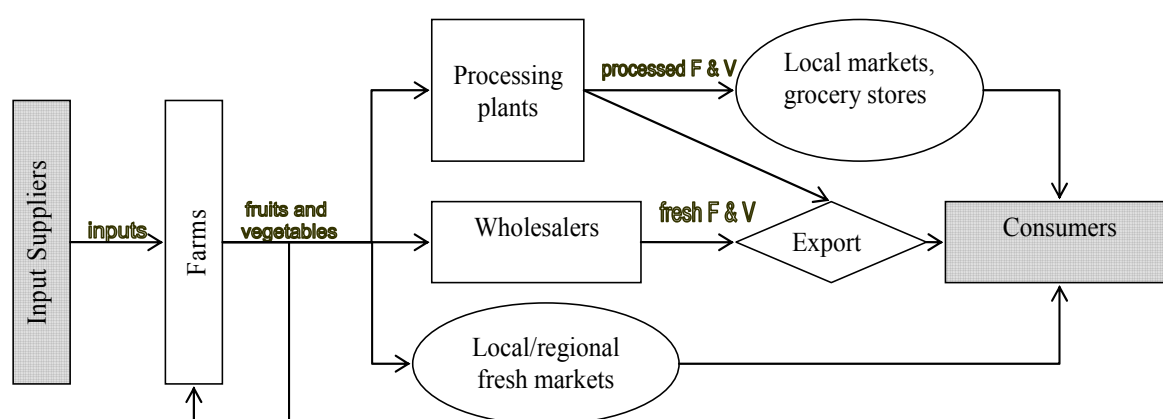 Input Suppliers
inputs
Farms
fruits and
vegetables
Processing
plants
processed F & V
Local markets,
grocery stores
Wholesalers
fresh F & V
Export
Consumers
Local/regional
fresh markets